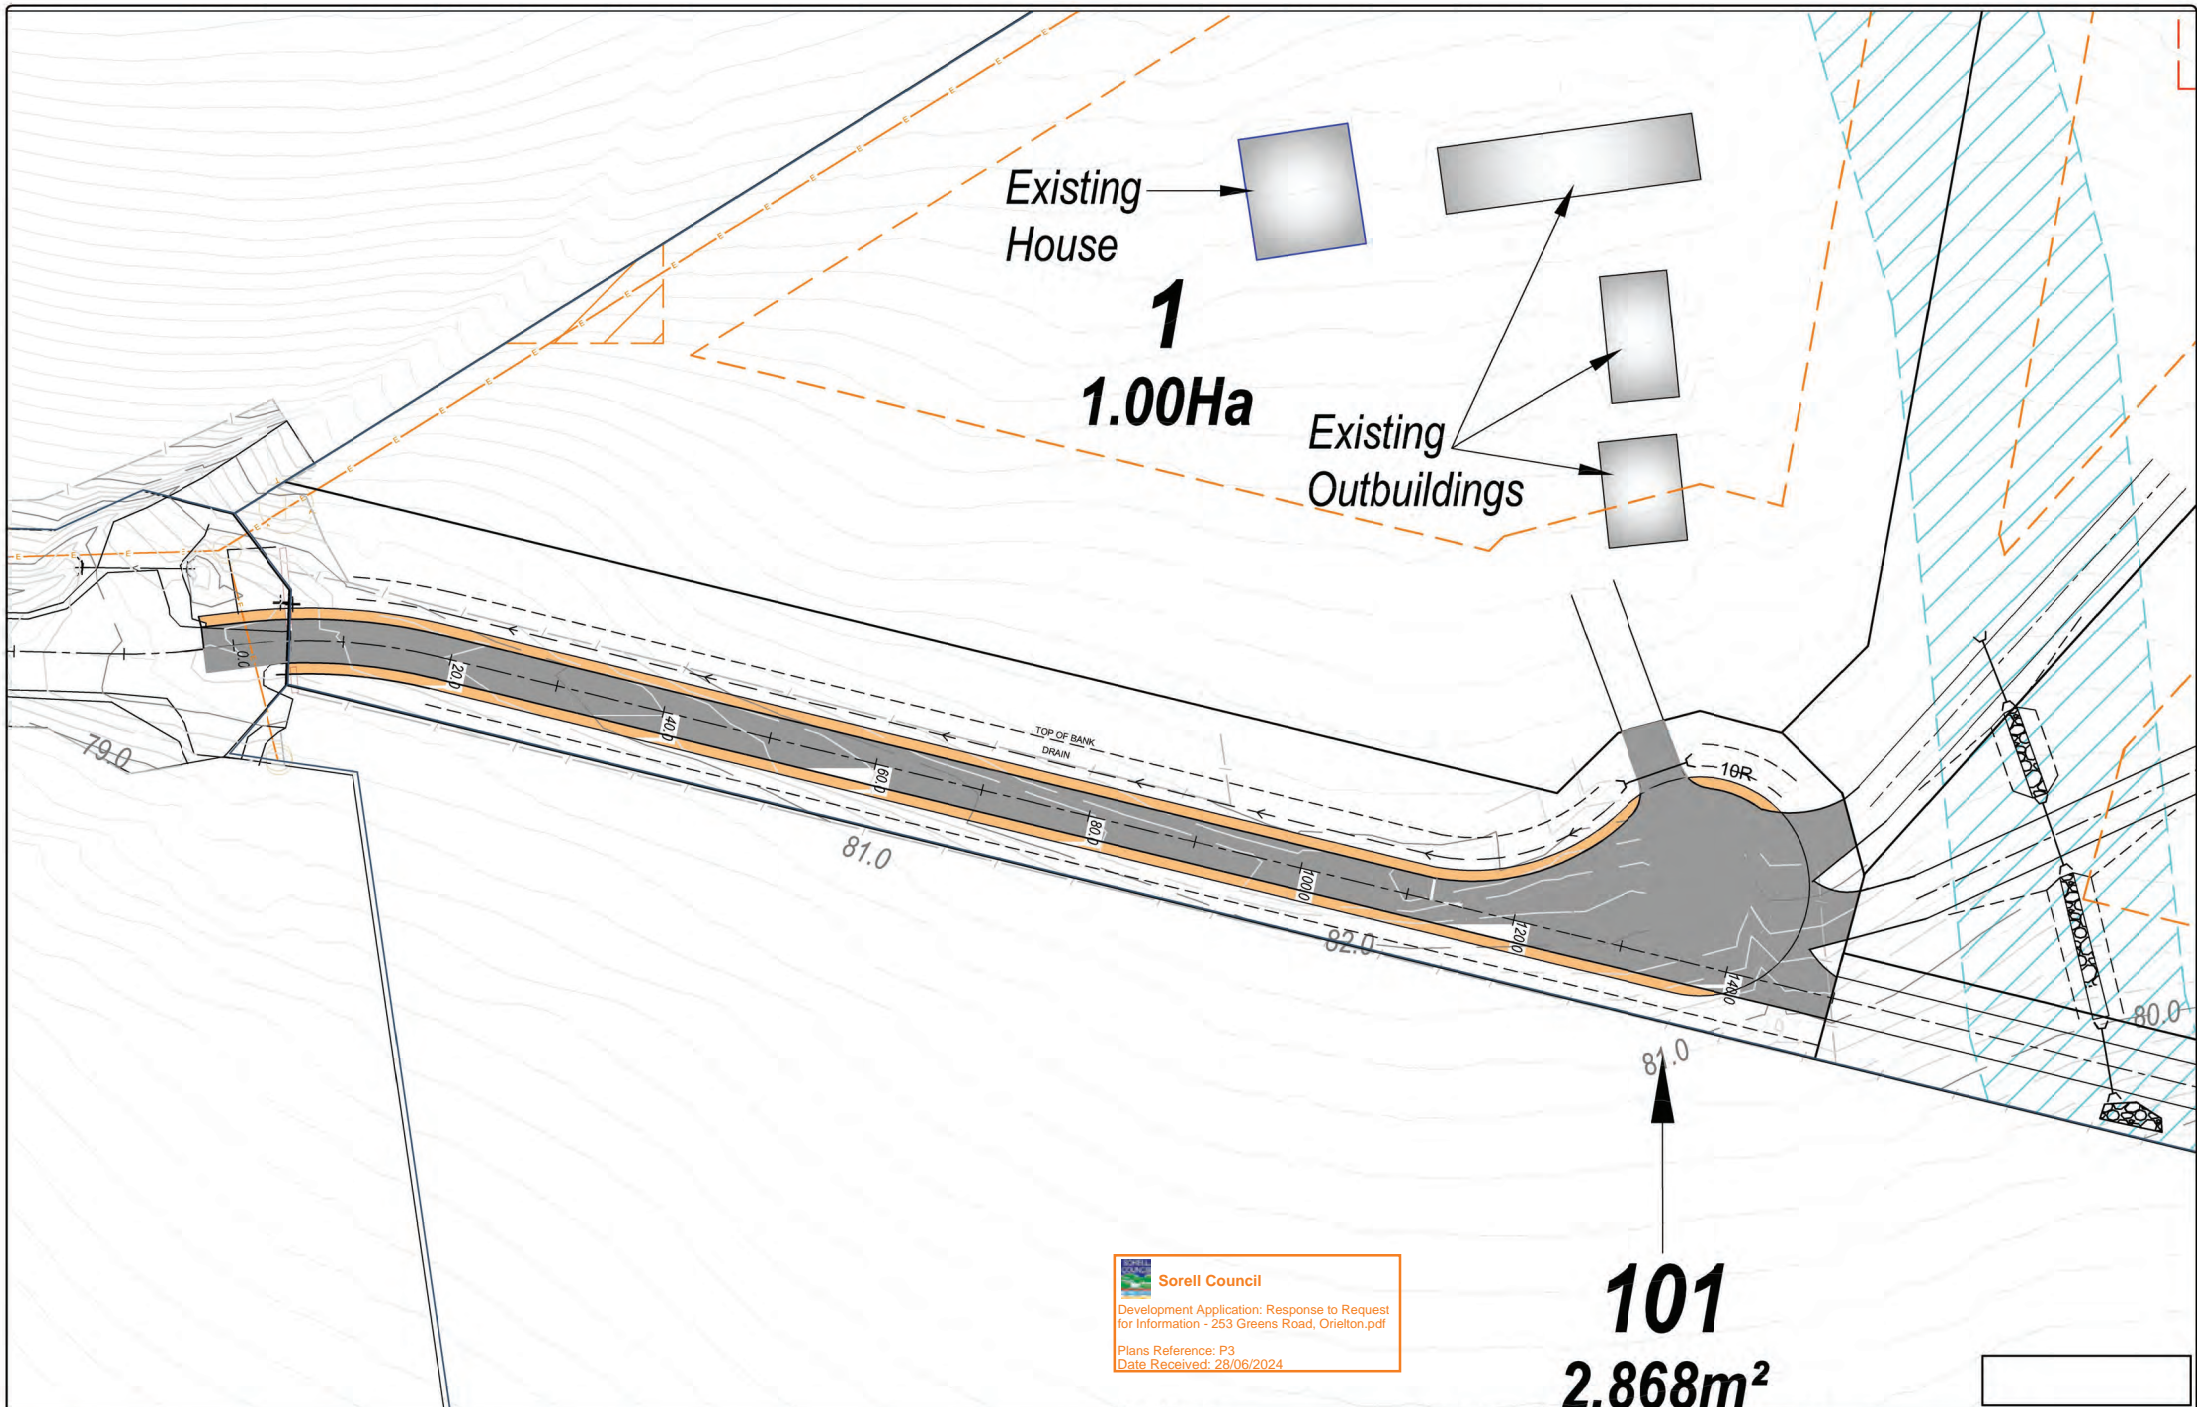 Existing
House
1
1.00Ha
Existing
Outbuildings
TOP OF BANK
DRAIN
10R
0.0
20.0
40.0
60.0
80.0
100.0
120.0
140.0
79.0
81.0
82.0
81.0
80.0
E E E E E E E E E E E E E E E E E E
SORELL
COUNCIL
Sorell Council
Development Application: Response to Request
for Information - 253 Greens Road, Orielton.pdf
Plans Reference: P3
Date Received: 28/06/2024
101
2,868m²